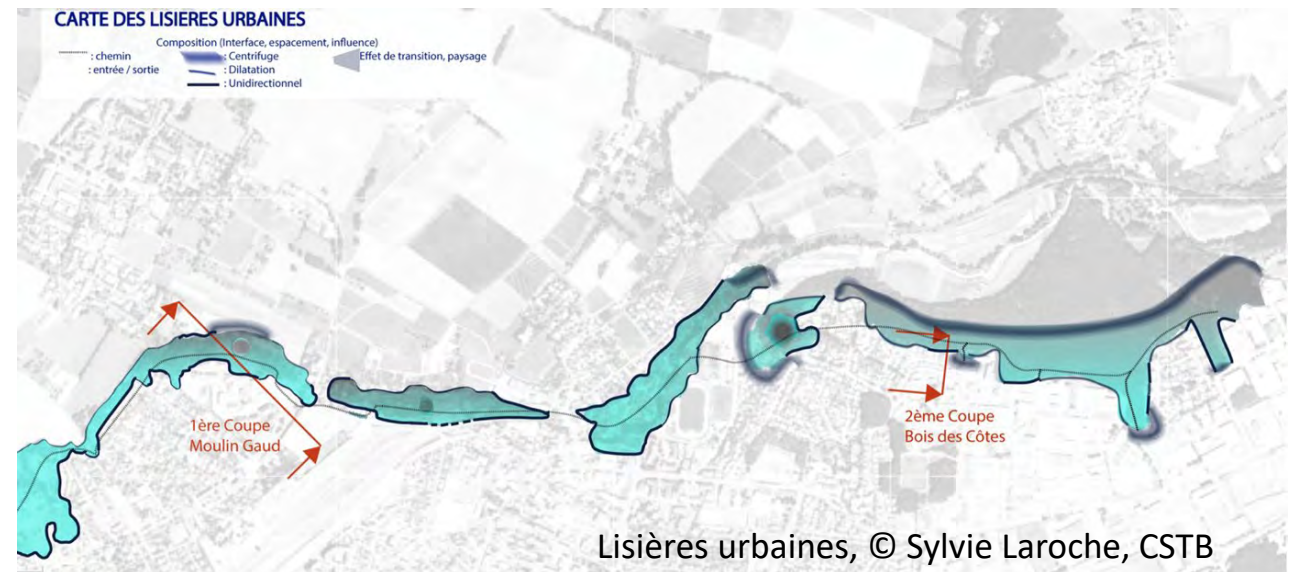 CARTE DES LISIERES URBAINES
Composition (Interface, espacement, influence)
: chemin
: entrée / sortie
: Centrifuge
: Dilatation
: Unidirectionnel
Effet de transition, paysage
1ère Coupe
Moulin Gaud
2ème Coupe
Bois des Côtes
Lisières urbaines, © Sylvie Laroche, CSTB